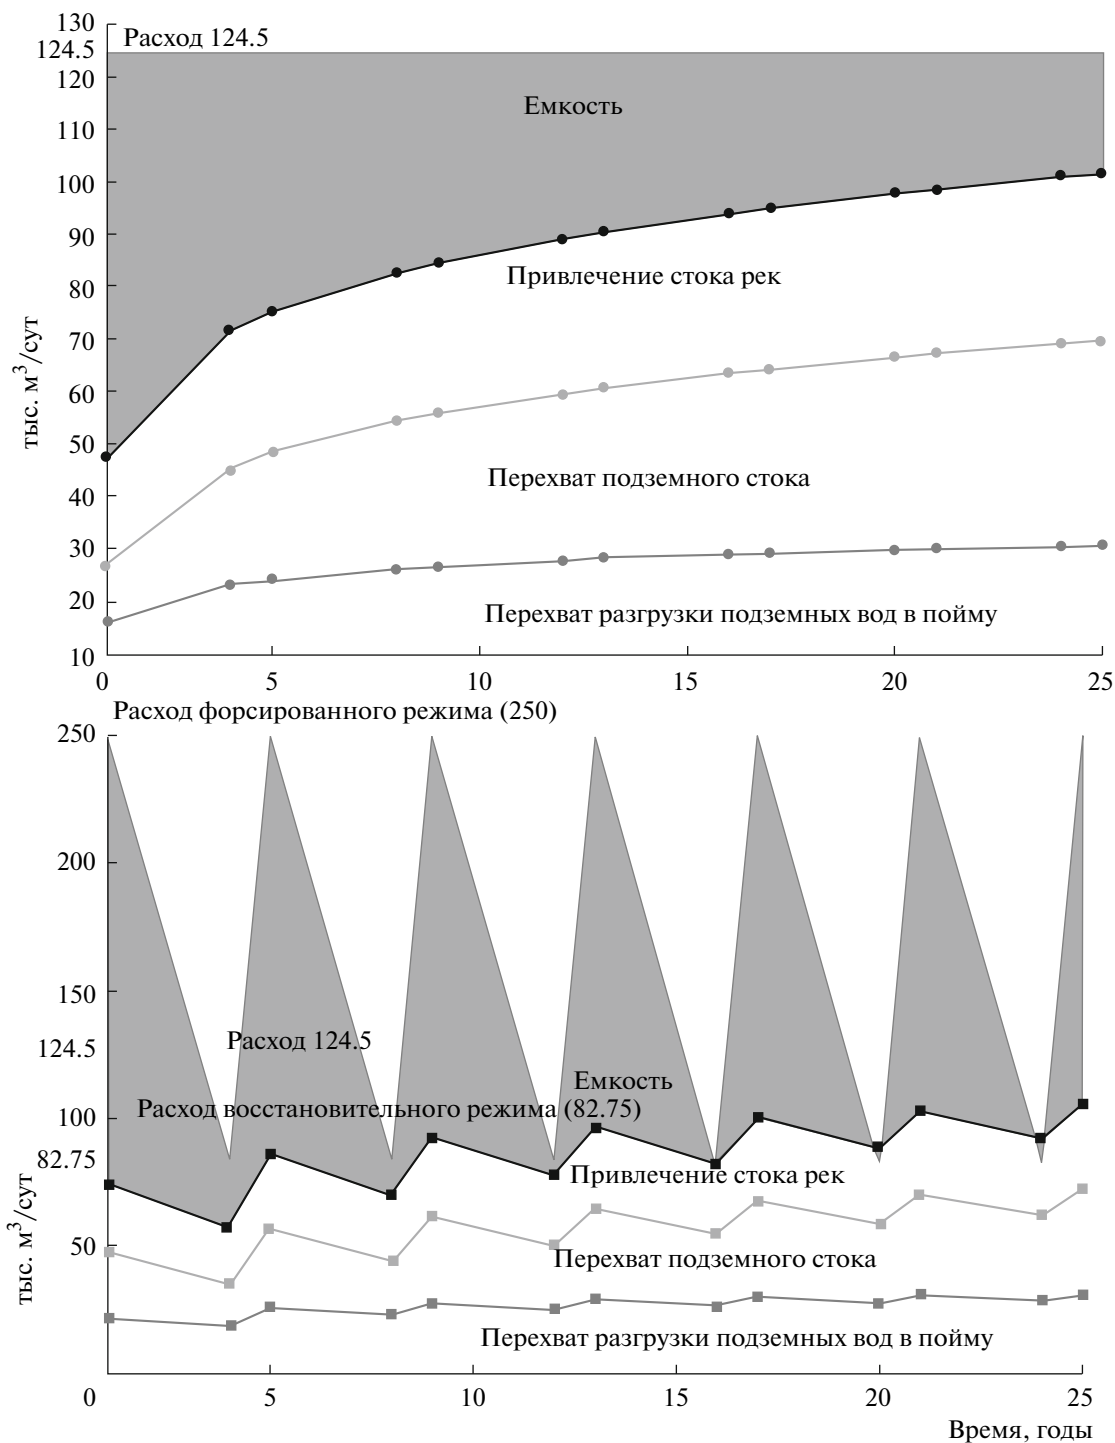 130
Расход 124.5
124.5
120
Емкость
110
100
90
Привлечение стока рек
80
70
тыс. м³/сут
60
50
Перехват подземного стока
40
30
20
Перехват разгрузки подземных вод в пойму
10
0 5 10 15 20 25
Расход форсированного режима (250)
250
200
150
Расход 124.5
124.5
Емкость
Расход восстановительного режима (82.75)
100
82.75
Привлечение стока рек
тыс. м³/сут
50
Перехват подземного стока
Перехват разгрузки подземных вод в пойму
0 5 10 15 20 25
Время, годы